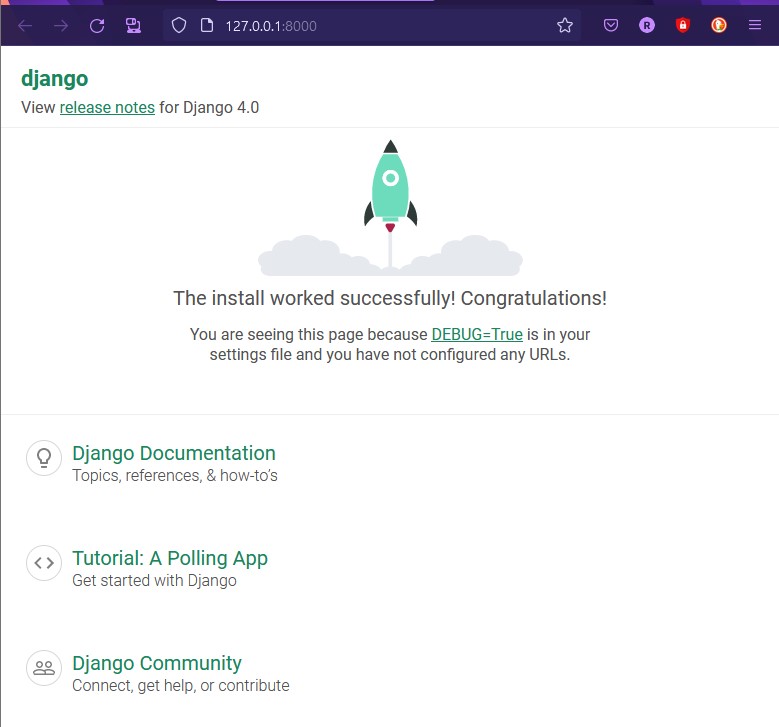 127.0.0.1:8000
R
django
View release notes for Django 4.0
The install worked successfully! Congratulations!
You are seeing this page because DEBUG=True is in your
settings file and you have not configured any URLs.
Django Documentation
Topics, references, & how-to’s
Tutorial: A Polling App
Get started with Django
Django Community
Connect, get help, or contribute